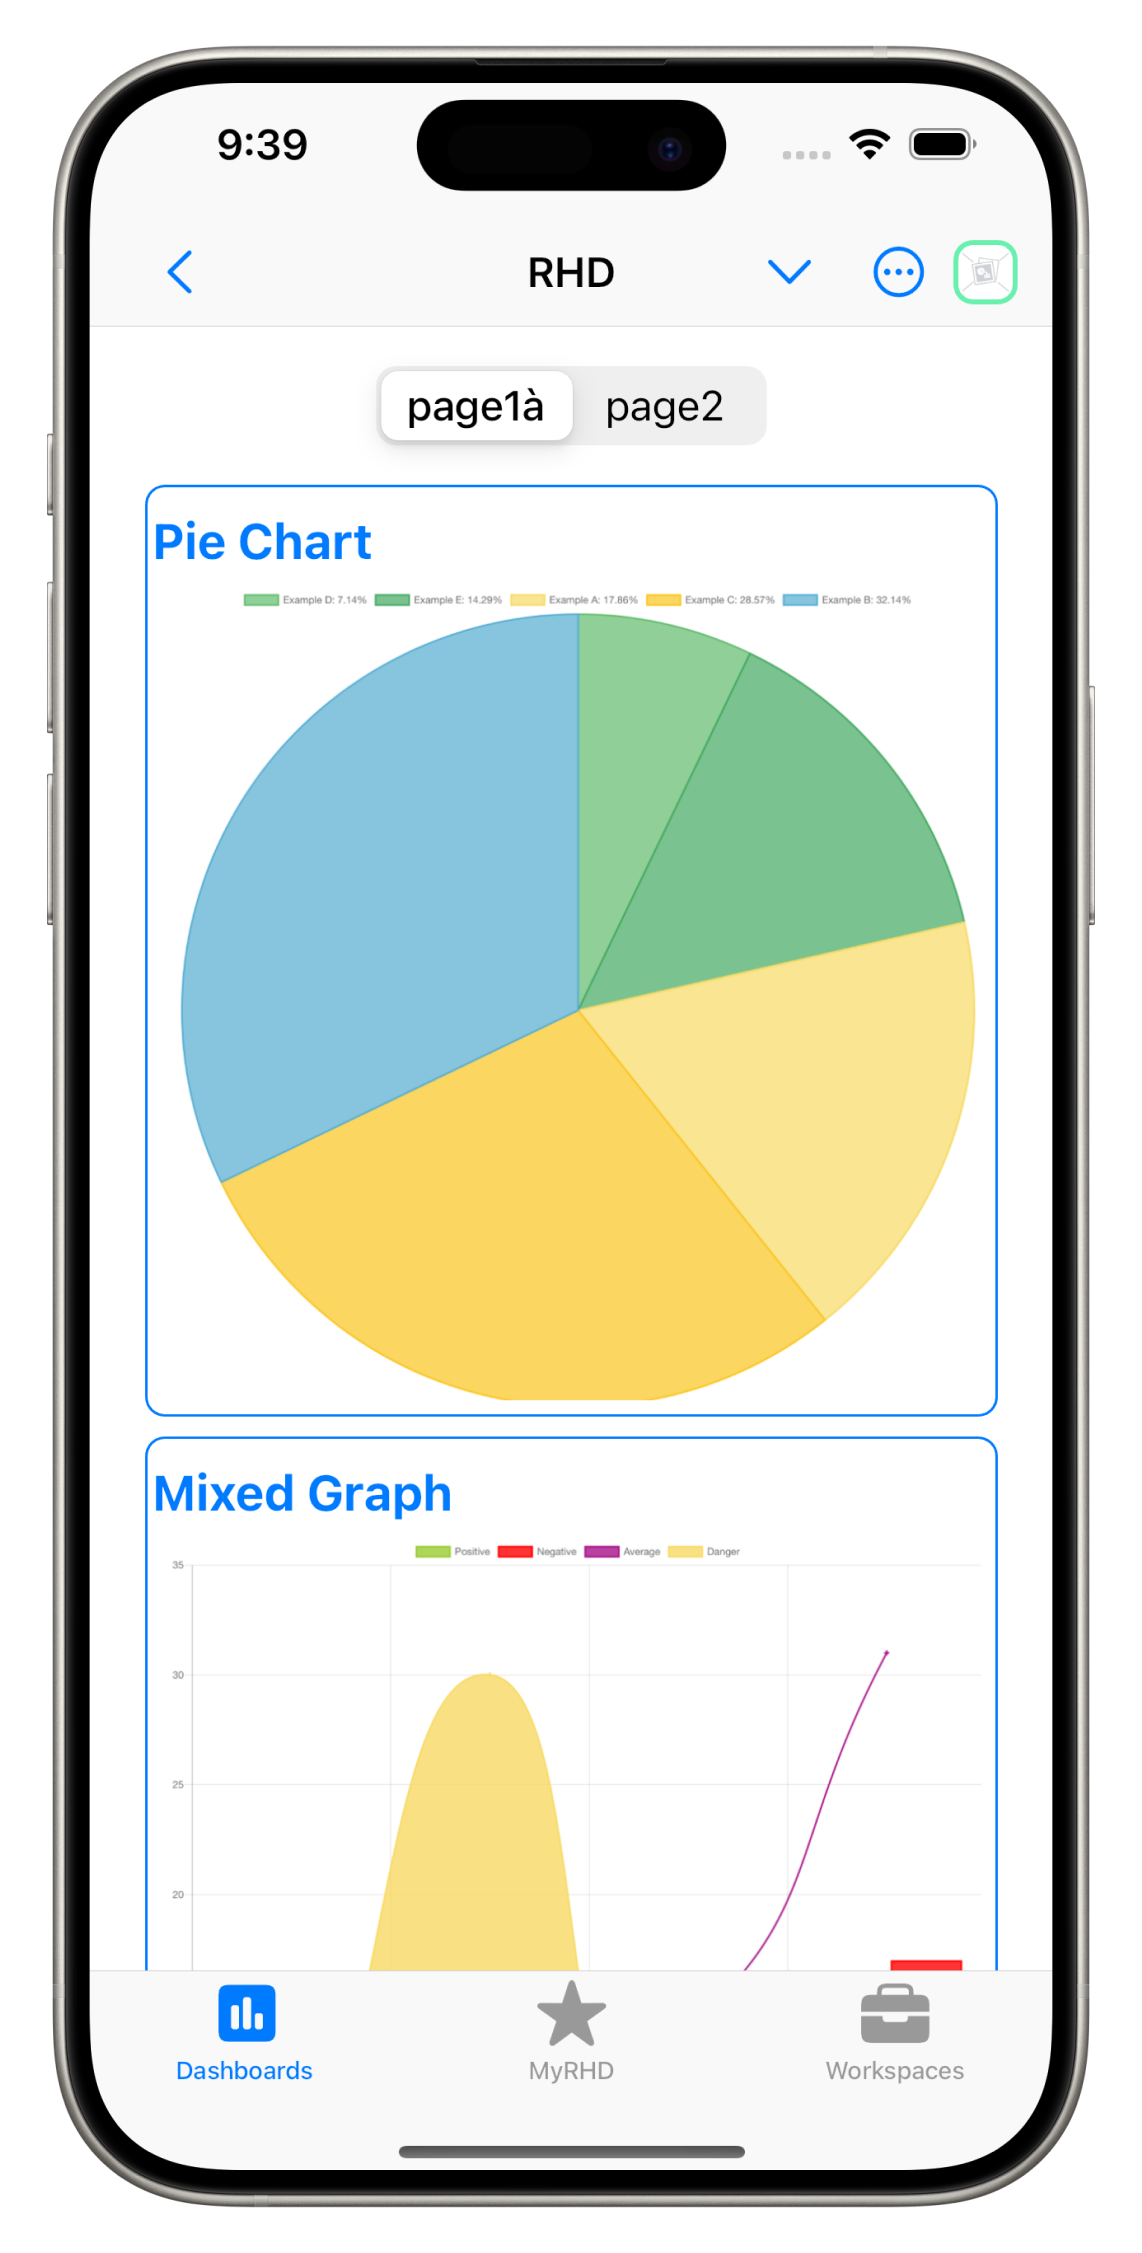 9:39
RHD
page1à page2
Pie Chart
Example D: 7.14% Example E: 14.29% Example A: 17.86% Example C: 28.57% Example B: 32.14%
Mixed Graph
Positive Negative Average Danger
35
30
25
20
Dashboards MyRHD Workspaces